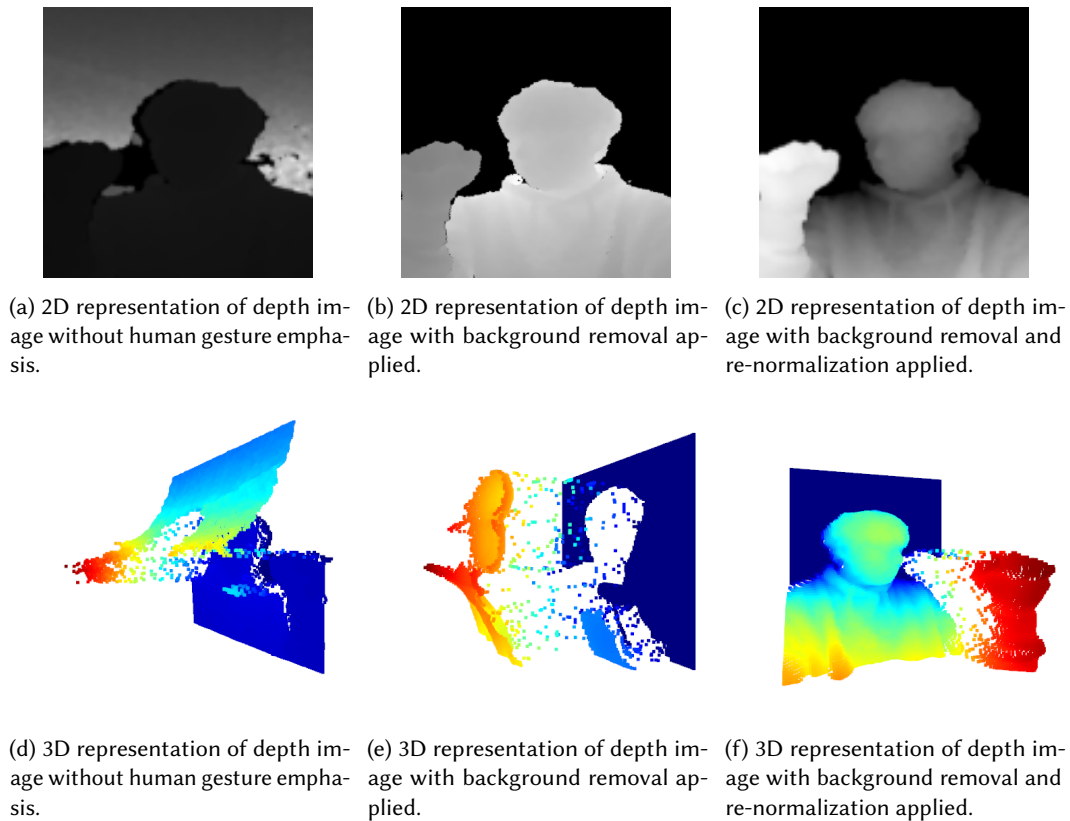 (a) 2D representation of depth im-
age without human gesture empha-
sis.
(b) 2D representation of depth im-
age with background removal ap-
plied.
(c) 2D representation of depth im-
age with background removal and
re-normalization applied.
(d) 3D representation of depth im-
age without human gesture empha-
sis.
(e) 3D representation of depth im-
age with background removal ap-
plied.
(f) 3D representation of depth im-
age with background removal and
re-normalization applied.